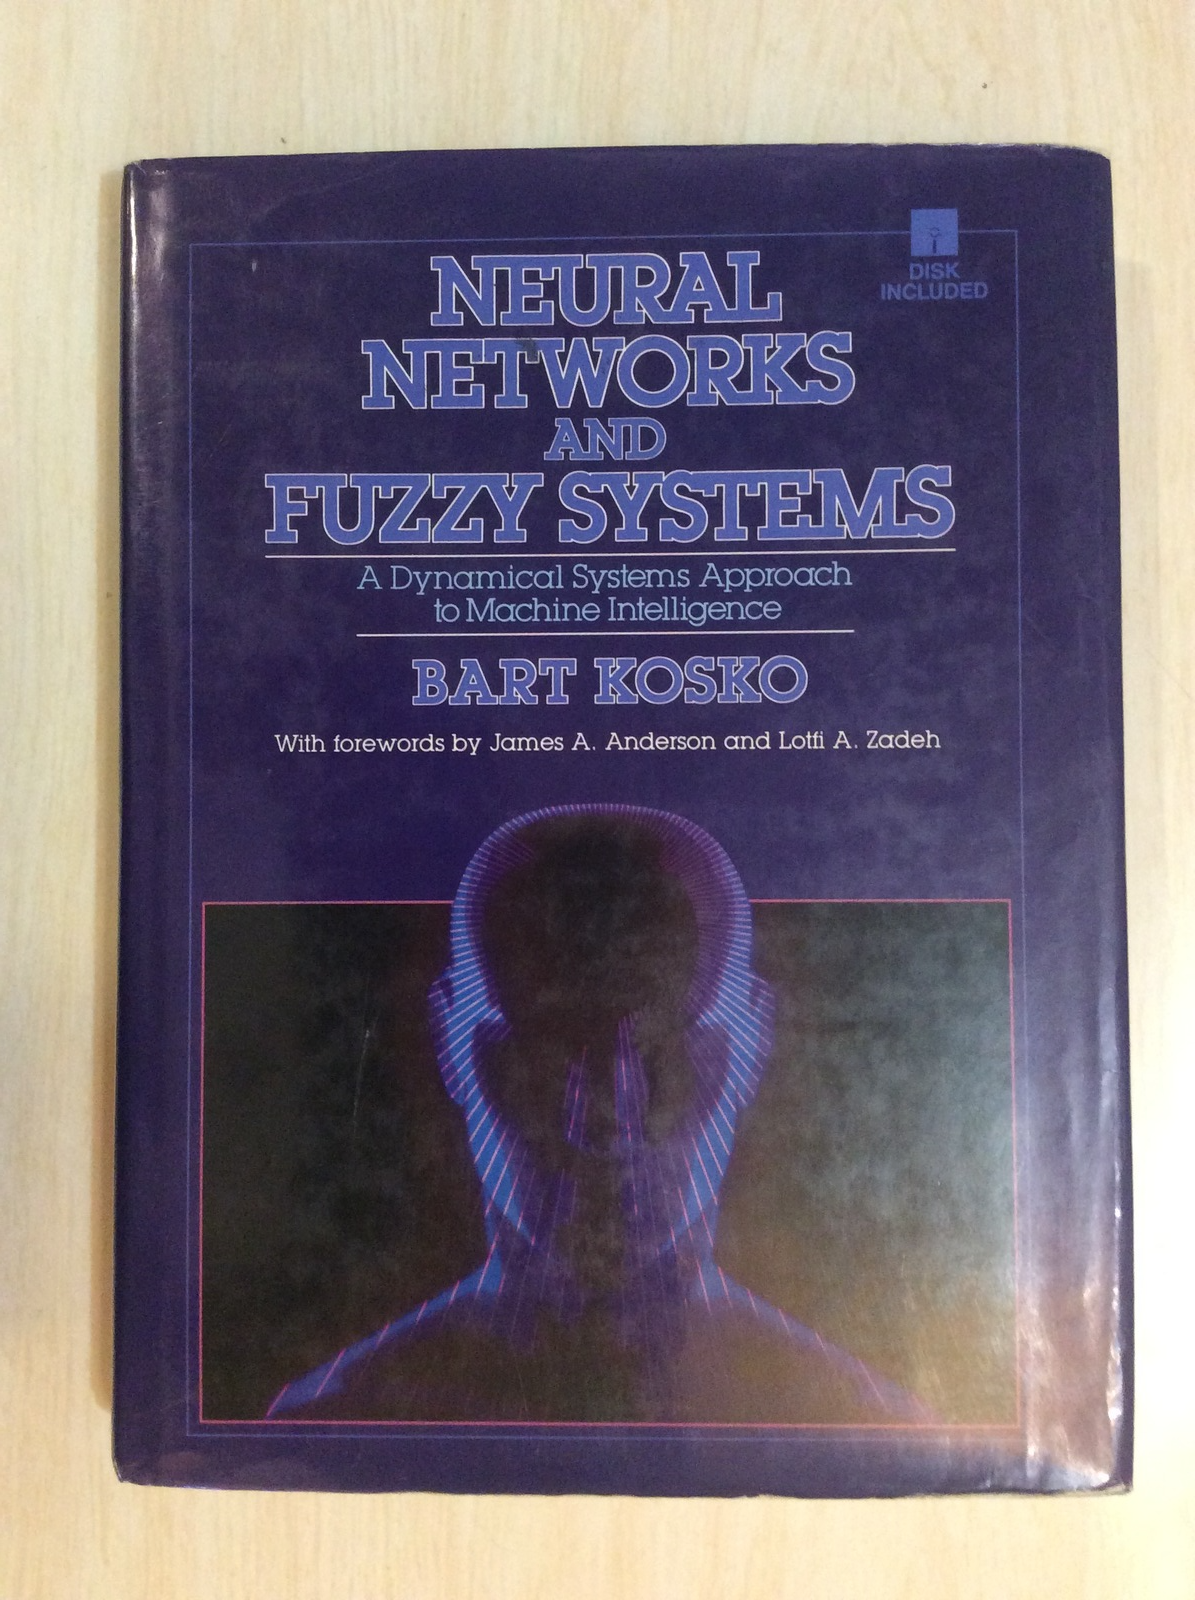 DISK
INCLUDED
NEURAL
NETWORKS
AND
FUZZY SYSTEMS
A Dynamical Systems Approach
to Machine Intelligence
BART KOSKO
With forewords by James A. Anderson and Lotfi A. Zadeh